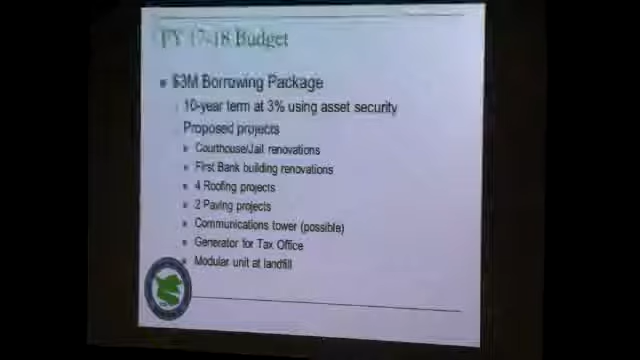 FY 17-18 Budget
$3M Borrowing Package
10-year term at 3% using asset security
Proposed projects
Courthouse/Jail renovations
First Bank building renovations
4 Roofing projects
2 Paving projects
Communications tower (possible)
Generator for Tax Office
Modular unit at landfill